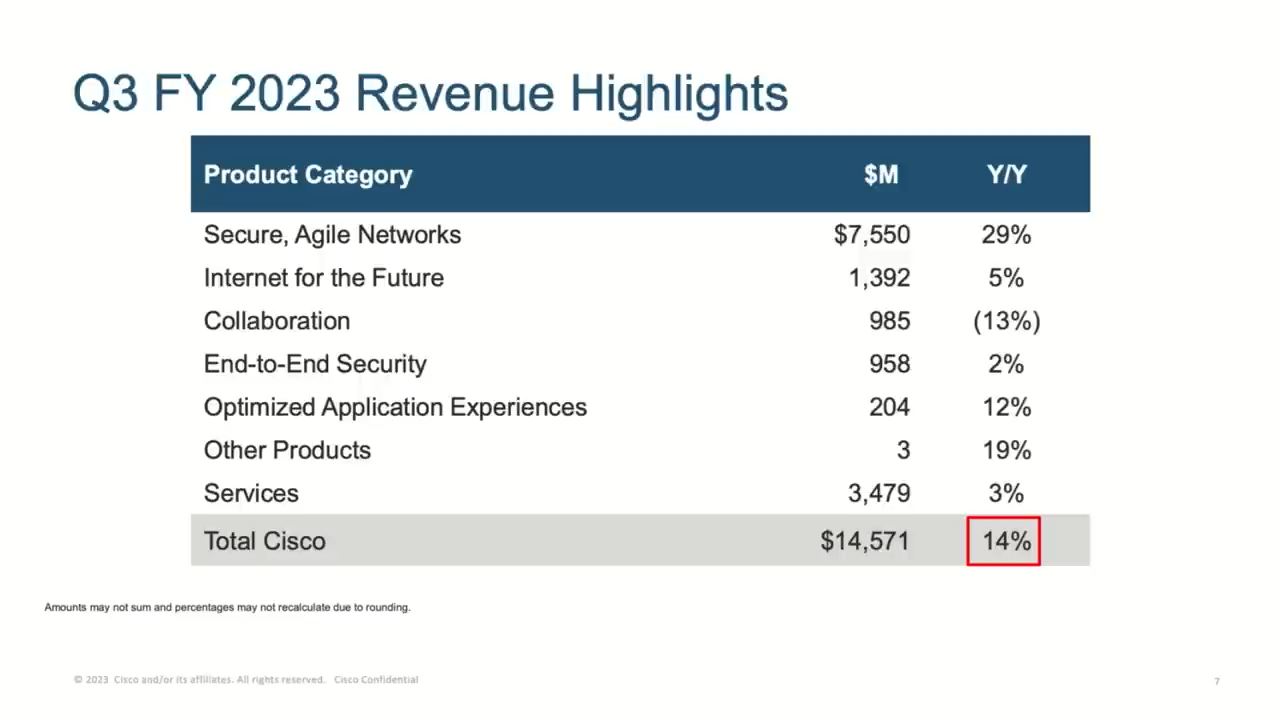 Q3 FY 2023 Revenue Highlights
Product Category $M Y/Y
Secure, Agile Networks $7,550 29%
Internet for the Future 1,392 5%
Collaboration 985 (13%)
End-to-End Security 958 2%
Optimized Application Experiences 204 12%
Other Products 3 19%
Services 3,479 3%
Total Cisco $14,571 14%
Amounts may not sum and percentages may not recalculate due to rounding.
© 2023 Cisco and/or its affiliates. All rights reserved. Cisco Confidential 7